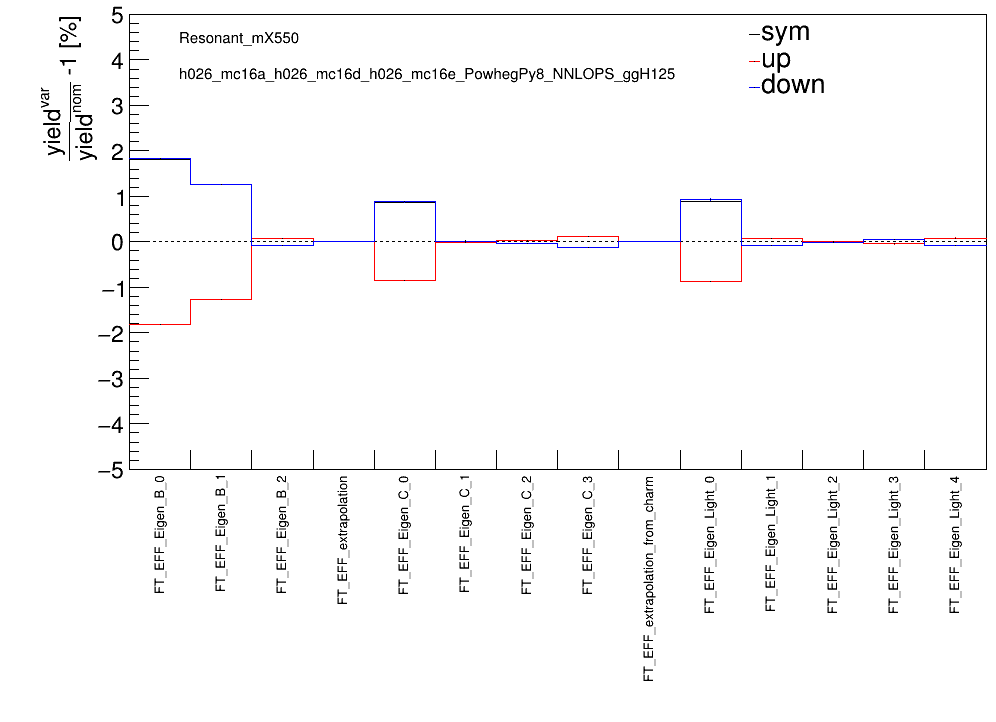 yield^var
yield^nom -1 [%]
5
4
3
2
1
0
−1
−2
−3
−4
−5
Resonant_mX550
h026_mc16a_h026_mc16d_h026_mc16e_PowhegPy8_NNLOPS_ggH125
sym
up
down
FT_EFF_Eigen_B_0
FT_EFF_Eigen_B_1
FT_EFF_Eigen_B_2
FT_EFF_extrapolation
FT_EFF_Eigen_C_0
FT_EFF_Eigen_C_1
FT_EFF_Eigen_C_2
FT_EFF_Eigen_C_3
FT_EFF_extrapolation_from_charm
FT_EFF_Eigen_Light_0
FT_EFF_Eigen_Light_1
FT_EFF_Eigen_Light_2
FT_EFF_Eigen_Light_3
FT_EFF_Eigen_Light_4